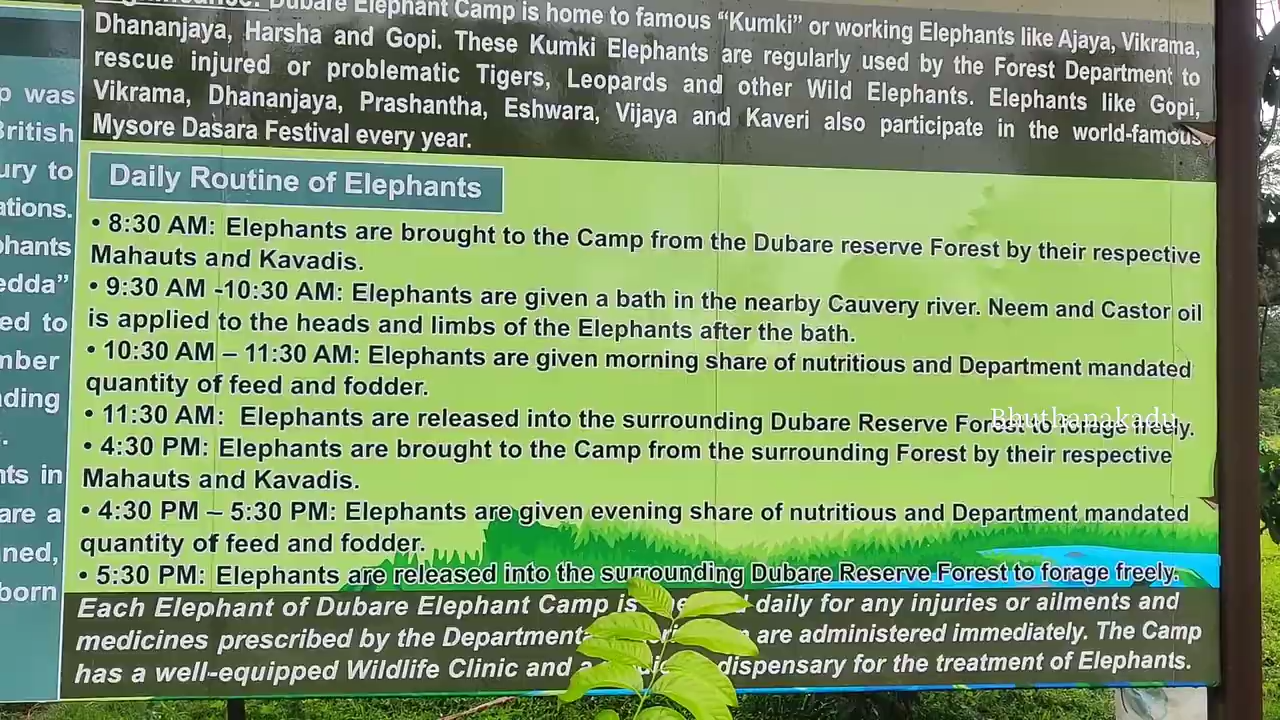 Dubare Elephant Camp is home to famous “Kumki” or working Elephants like Ajaya, Vikrama,
Dhananjaya, Harsha and Gopi. These Kumki Elephants are regularly used by the Forest Department to
rescue injured or problematic Tigers, Leopards and other Wild Elephants. Elephants like Gopi,
Vikrama, Dhananjaya, Prashantha, Eshwara, Vijaya and Kaveri also participate in the world-famous
Mysore Dasara Festival every year.
p was
British
ury to
ations.
phants
edda”
ed to
mber
ding
.
nts in
are a
ned,
born
Daily Routine of Elephants
• 8:30 AM: Elephants are brought to the Camp from the Dubare reserve Forest by their respective
Mahauts and Kavadis.
• 9:30 AM -10:30 AM: Elephants are given a bath in the nearby Cauvery river. Neem and Castor oil
is applied to the heads and limbs of the Elephants after the bath.
• 10:30 AM – 11:30 AM: Elephants are given morning share of nutritious and Department mandated
quantity of feed and fodder.
• 11:30 AM: Elephants are released into the surrounding Dubare Reserve Forest to forage freely.
Bhuthanakadu
• 4:30 PM: Elephants are brought to the Camp from the surrounding Forest by their respective
Mahauts and Kavadis.
• 4:30 PM – 5:30 PM: Elephants are given evening share of nutritious and Department mandated
quantity of feed and fodder.
• 5:30 PM: Elephants are released into the surrounding Dubare Reserve Forest to forage freely.
Each Elephant of Dubare Elephant Camp is daily for any injuries or ailments and
medicines prescribed by the Department are administered immediately. The Camp
has a well-equipped Wildlife Clinic and dispensary for the treatment of Elephants.